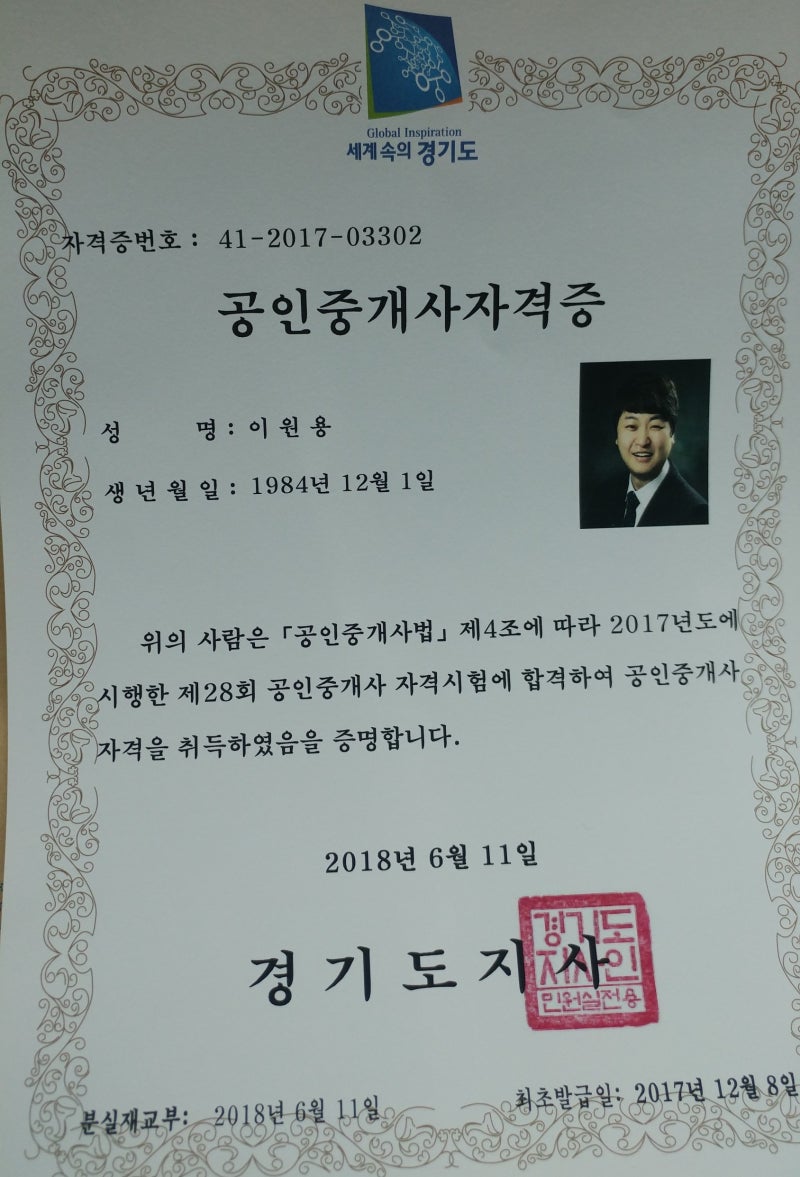 Global Inspiration
세계 속의 경기도
자격증번호 : 41-2017-03302
공인중개사자격증
성 명 : 이 원 용
생 년 월 일 : 1984년 12월 1일
위의 사람은 「공인중개사법」 제4조에 따라 2017년도에
시행한 제28회 공인중개사 자격시험에 합격하여 공인중개사
자격을 취득하였음을 증명합니다.
2018년 6월 11일
경 기 도 지 사
경기도
지사인
민원실전용
분실재교부: 2018년 6월 11일
최초발급일: 2017년 12월 8일